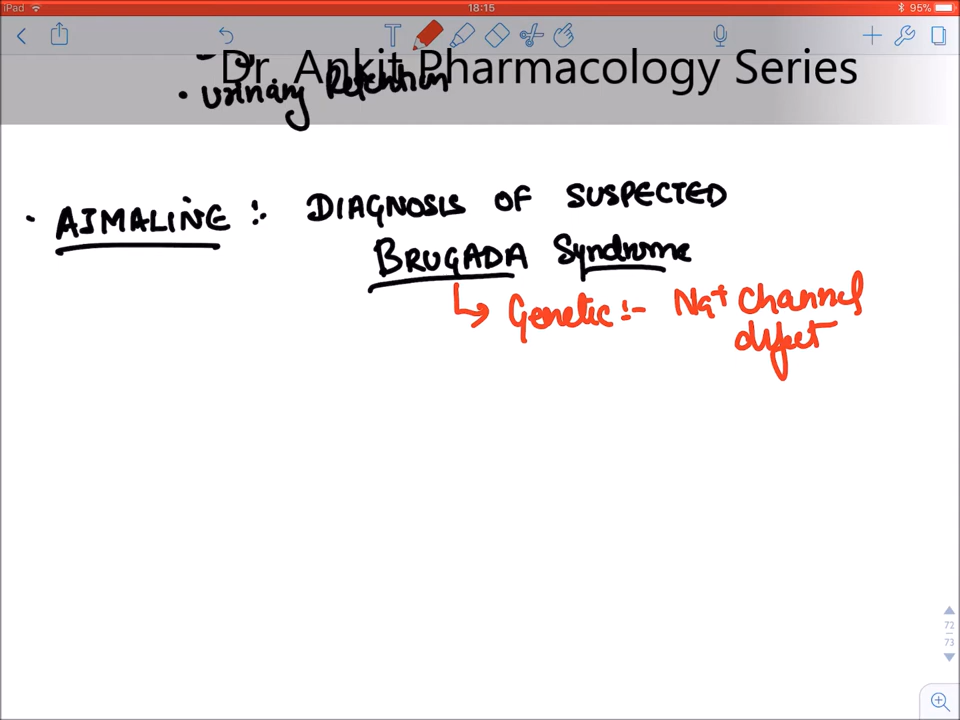 iPad 18:15 95%
T
Dr. Ankit Pharmacology Series
• Urinary Retention
• AJMALINE :- DIAGNOSIS OF SUSPECTED
BRUGADA Syndrome
↳ Genetic :- Na+ channel
defect
72
73